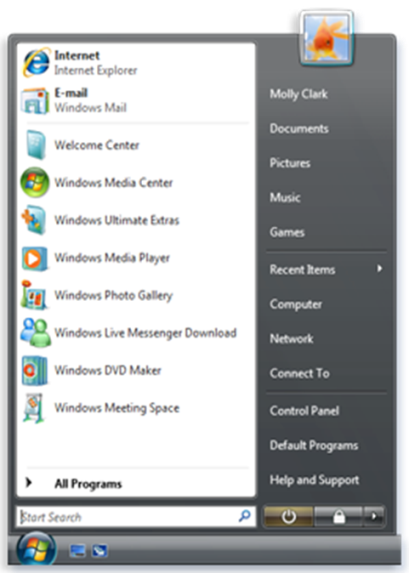 Internet
Internet Explorer
E-mail
Windows Mail
Welcome Center
Windows Media Center
Windows Ultimate Extras
Windows Media Player
Windows Photo Gallery
Windows Live Messenger Download
Windows DVD Maker
Windows Meeting Space
All Programs
Start Search
Molly Clark
Documents
Pictures
Music
Games
Recent Items
Computer
Network
Connect To
Control Panel
Default Programs
Help and Support